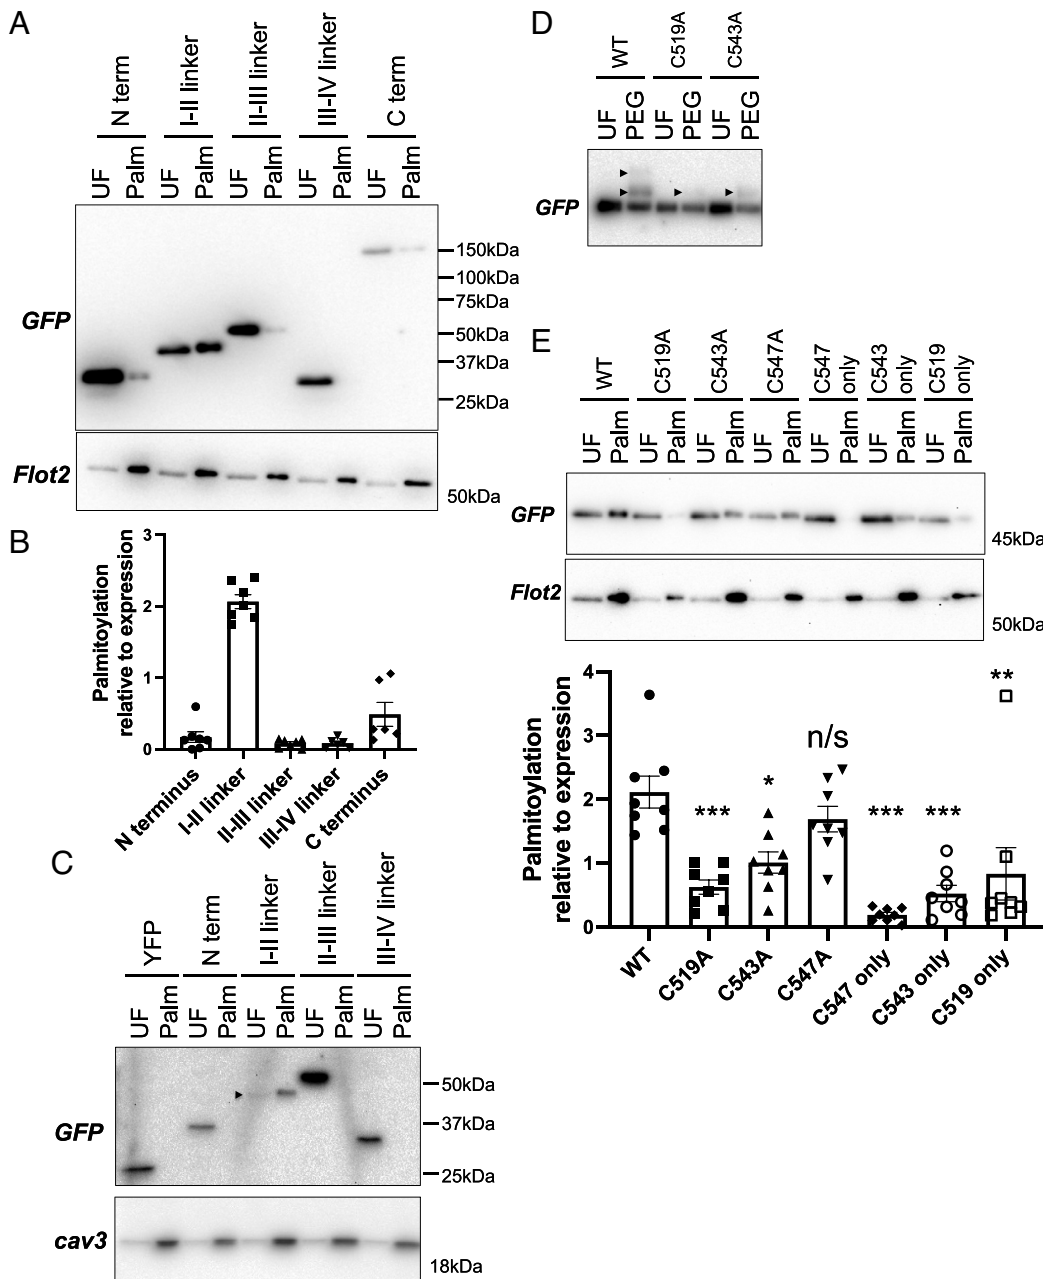 A
N term
I-II linker
II-III linker
III-IV linker
C term
UF
Palm
UF
Palm
UF
Palm
UF
Palm
UF
Palm
GFP
150kDa
100kDa
75kDa
50kDa
37kDa
25kDa
Flot2
50kDa
B
Palmitoylation
relative to expression
3
2
1
0
N terminus
I-II linker
II-III linker
III-IV linker
C terminus
C
YFP
N term
I-II linker
II-III linker
III-IV linker
UF
Palm
UF
Palm
UF
Palm
UF
Palm
UF
Palm
GFP
50kDa
37kDa
25kDa
cav3
18kDa
D
WT
C519A
C543A
UF
PEG
UF
PEG
UF
PEG
GFP
E
WT
C519A
C543A
C547A
C547
only
C543
only
C519
only
UF
Palm
UF
Palm
UF
Palm
UF
Palm
UF
Palm
UF
Palm
UF
Palm
GFP
45kDa
Flot2
50kDa
Palmitoylation
relative to expression
4
3
2
1
0
***
*
n/s
***
***
**
WT
C519A
C543A
C547A
C547 only
C543 only
C519 only